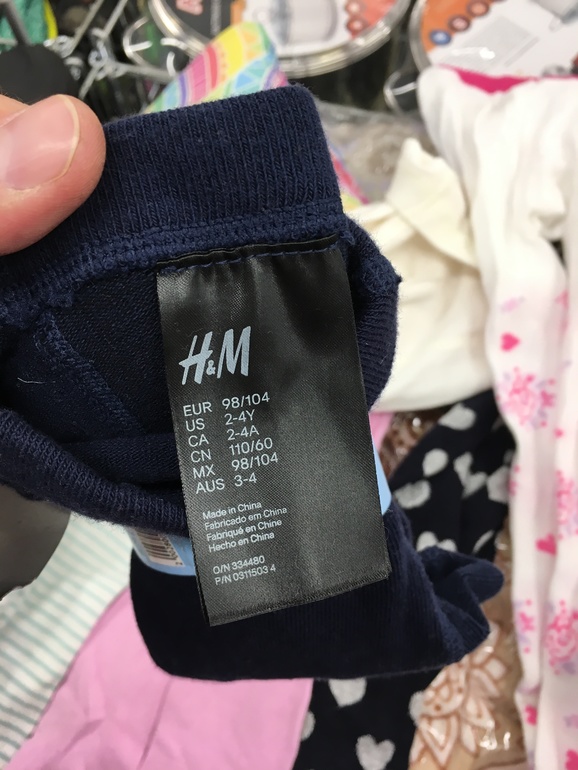 H&M
EUR 98/104
US 2-4Y
CA 2-4A
CN 110/60
MX 98/104
AUS 3-4
Made in China
Fabricado em China
Fabriqué en Chine
Hecho en China
O/N 334480
P/N 0311503 4